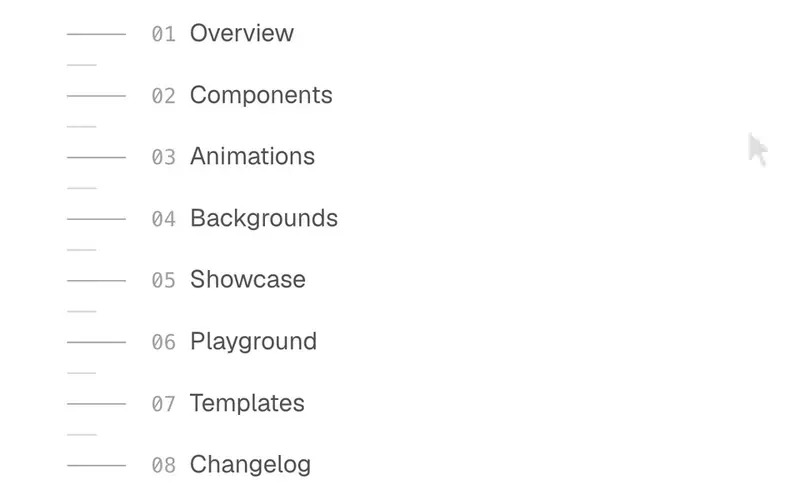 01 Overview
02 Components
03 Animations
04 Backgrounds
05 Showcase
06 Playground
07 Templates
08 Changelog